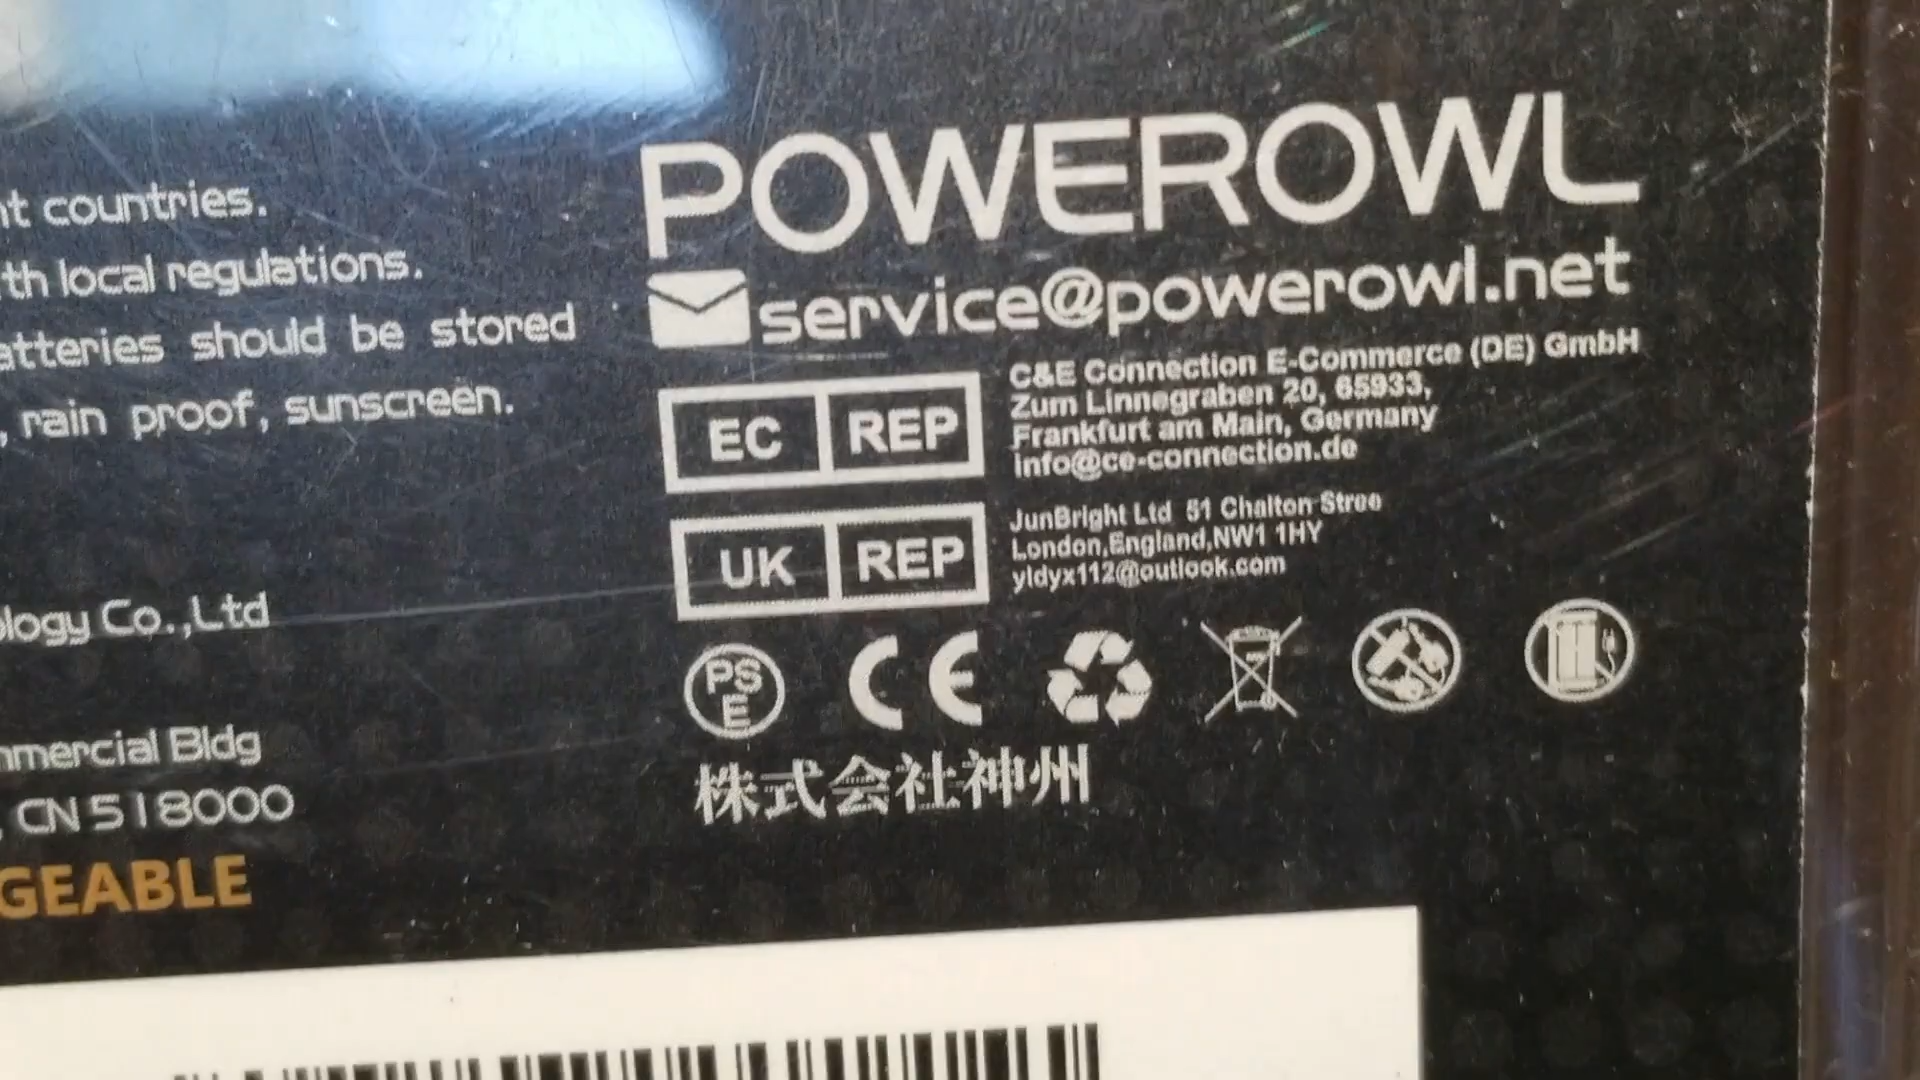 nt countries.
th local regulations.
atteries should be stored
, rain proof, sunscreen.
ology Co.,Ltd
mmercial Bldg
, CN 518000
GEABLE
POWEROWL
service@powerowl.net
EC REP
C&E Connection E-Commerce (DE) GmbH
Zum Linnegraben 20, 65933,
Frankfurt am Main, Germany
info@ce-connection.de
UK REP
JunBright Ltd 51 Chalton Stree
London,England,NW1 1HY
yldyx112@outlook.com
PS
E
CE
株式会社神州